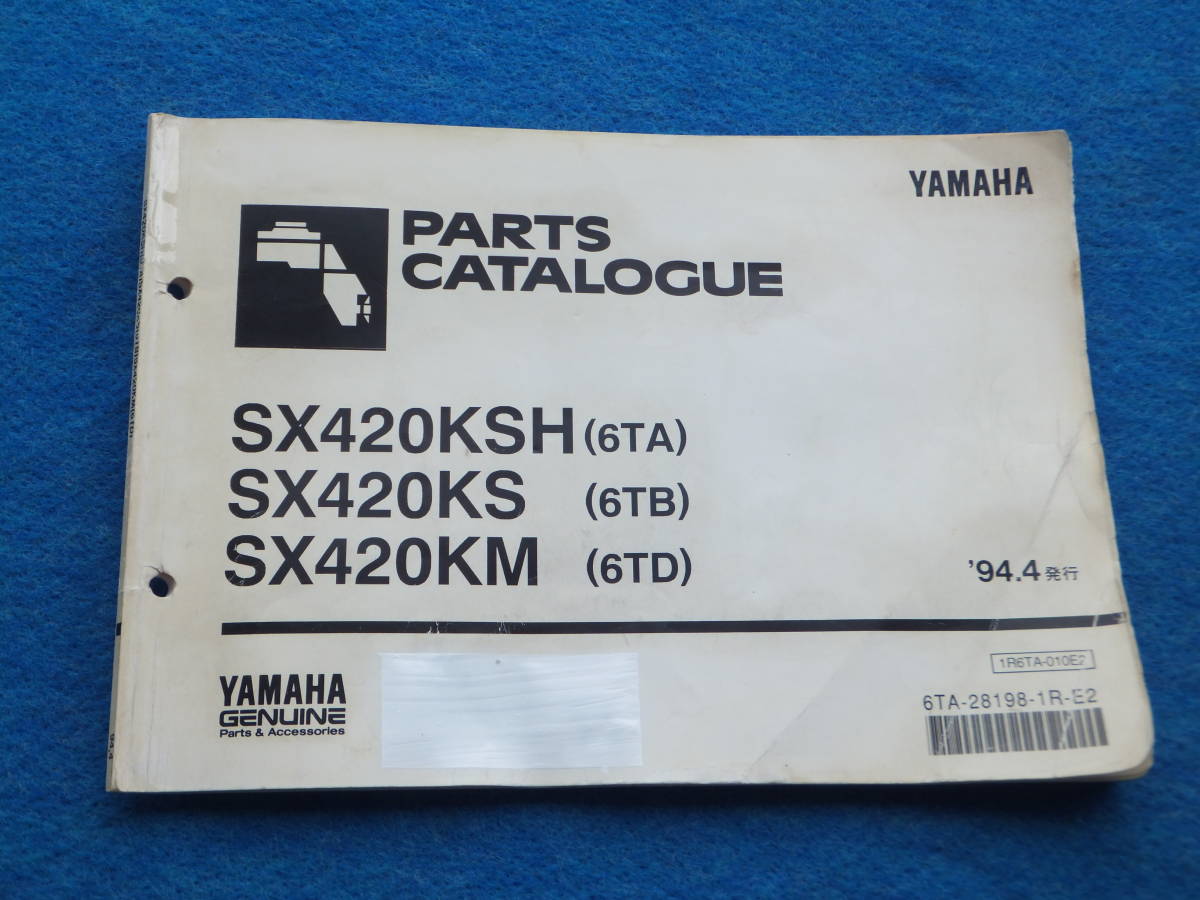 YAMAHA
PARTS
CATALOGUE
SX420KSH (6TA)
SX420KS (6TB)
SX420KM (6TD)
'94.4 発行
1R6TA-010E2
6TA-28198-1R-E2
YAMAHA
GENUINE
Parts & Accessories